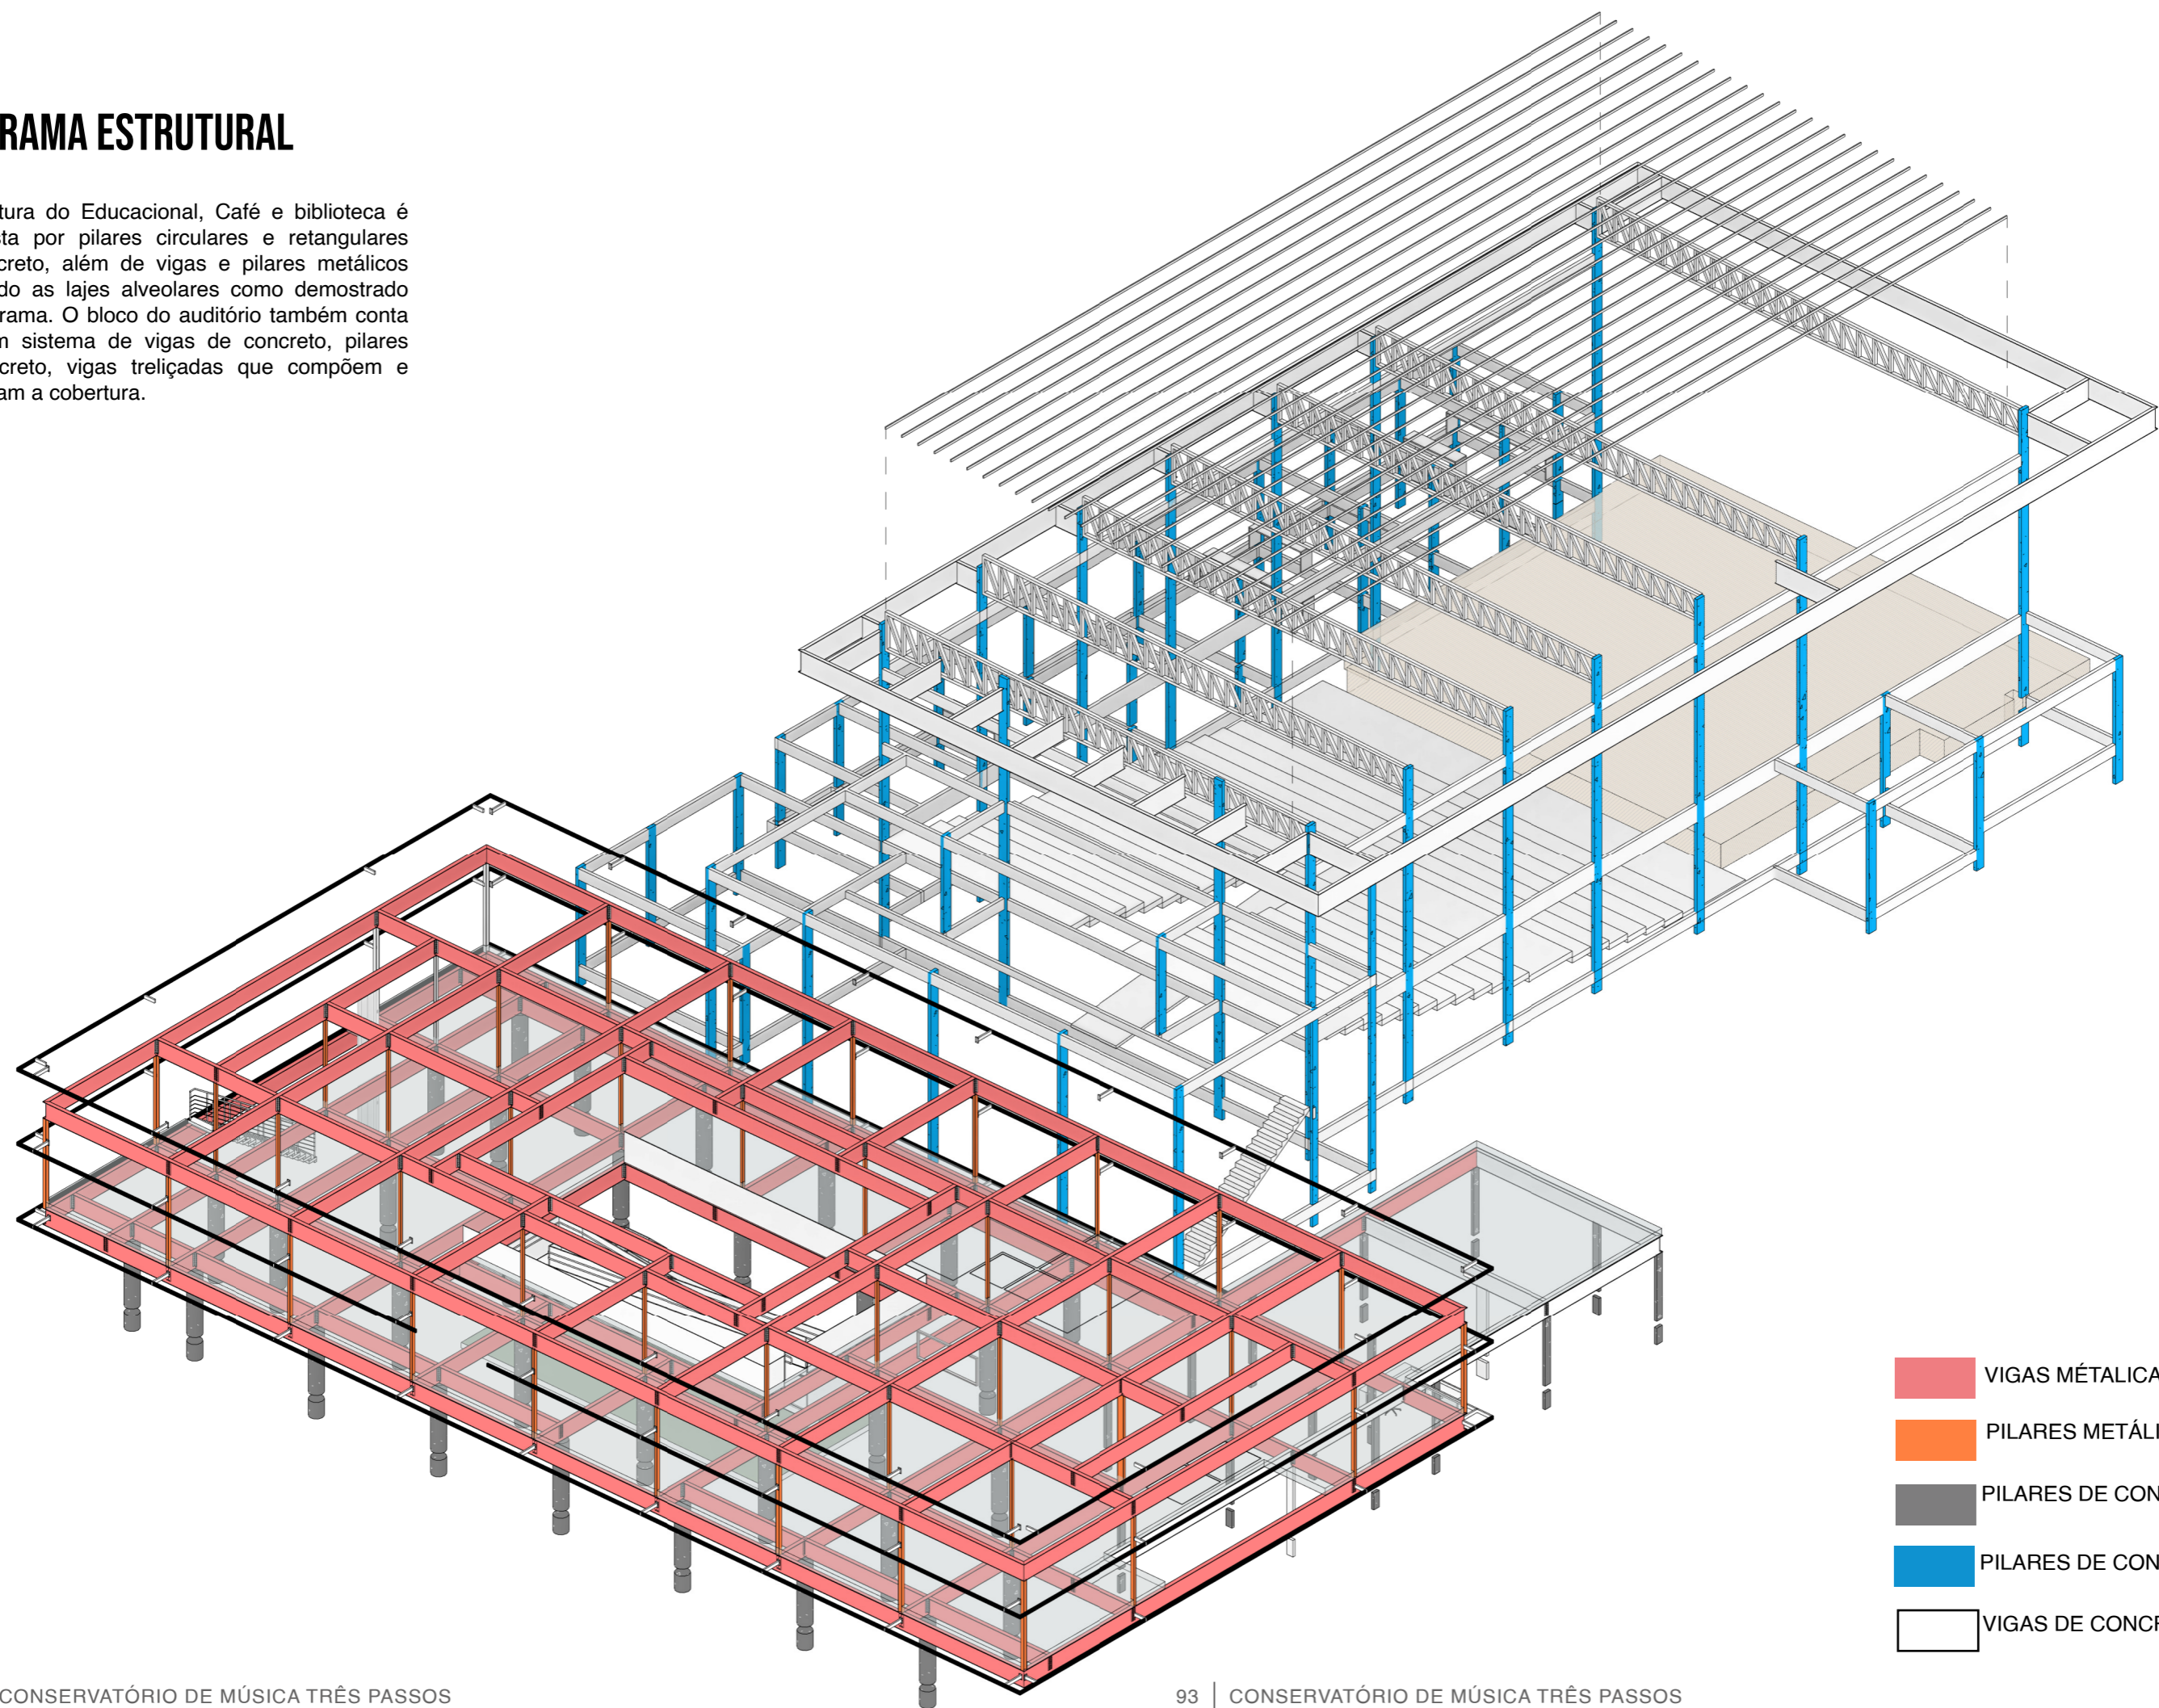 RAMA ESTRUTURAL
tura do Educacional, Café e biblioteca é
sta por pilares circulares e retangulares
creto, além de vigas e pilares metálicos
do as lajes alveolares como demostrado
rama. O bloco do auditório também conta
m sistema de vigas de concreto, pilares
creto, vigas treliçadas que compõem e
am a cobertura.
VIGAS MÉTALICA
PILARES METÁLI
PILARES DE CON
PILARES DE CON
VIGAS DE CONCR
CONSERVATÓRIO DE MÚSICA TRÊS PASSOS
93 | CONSERVATÓRIO DE MÚSICA TRÊS PASSOS